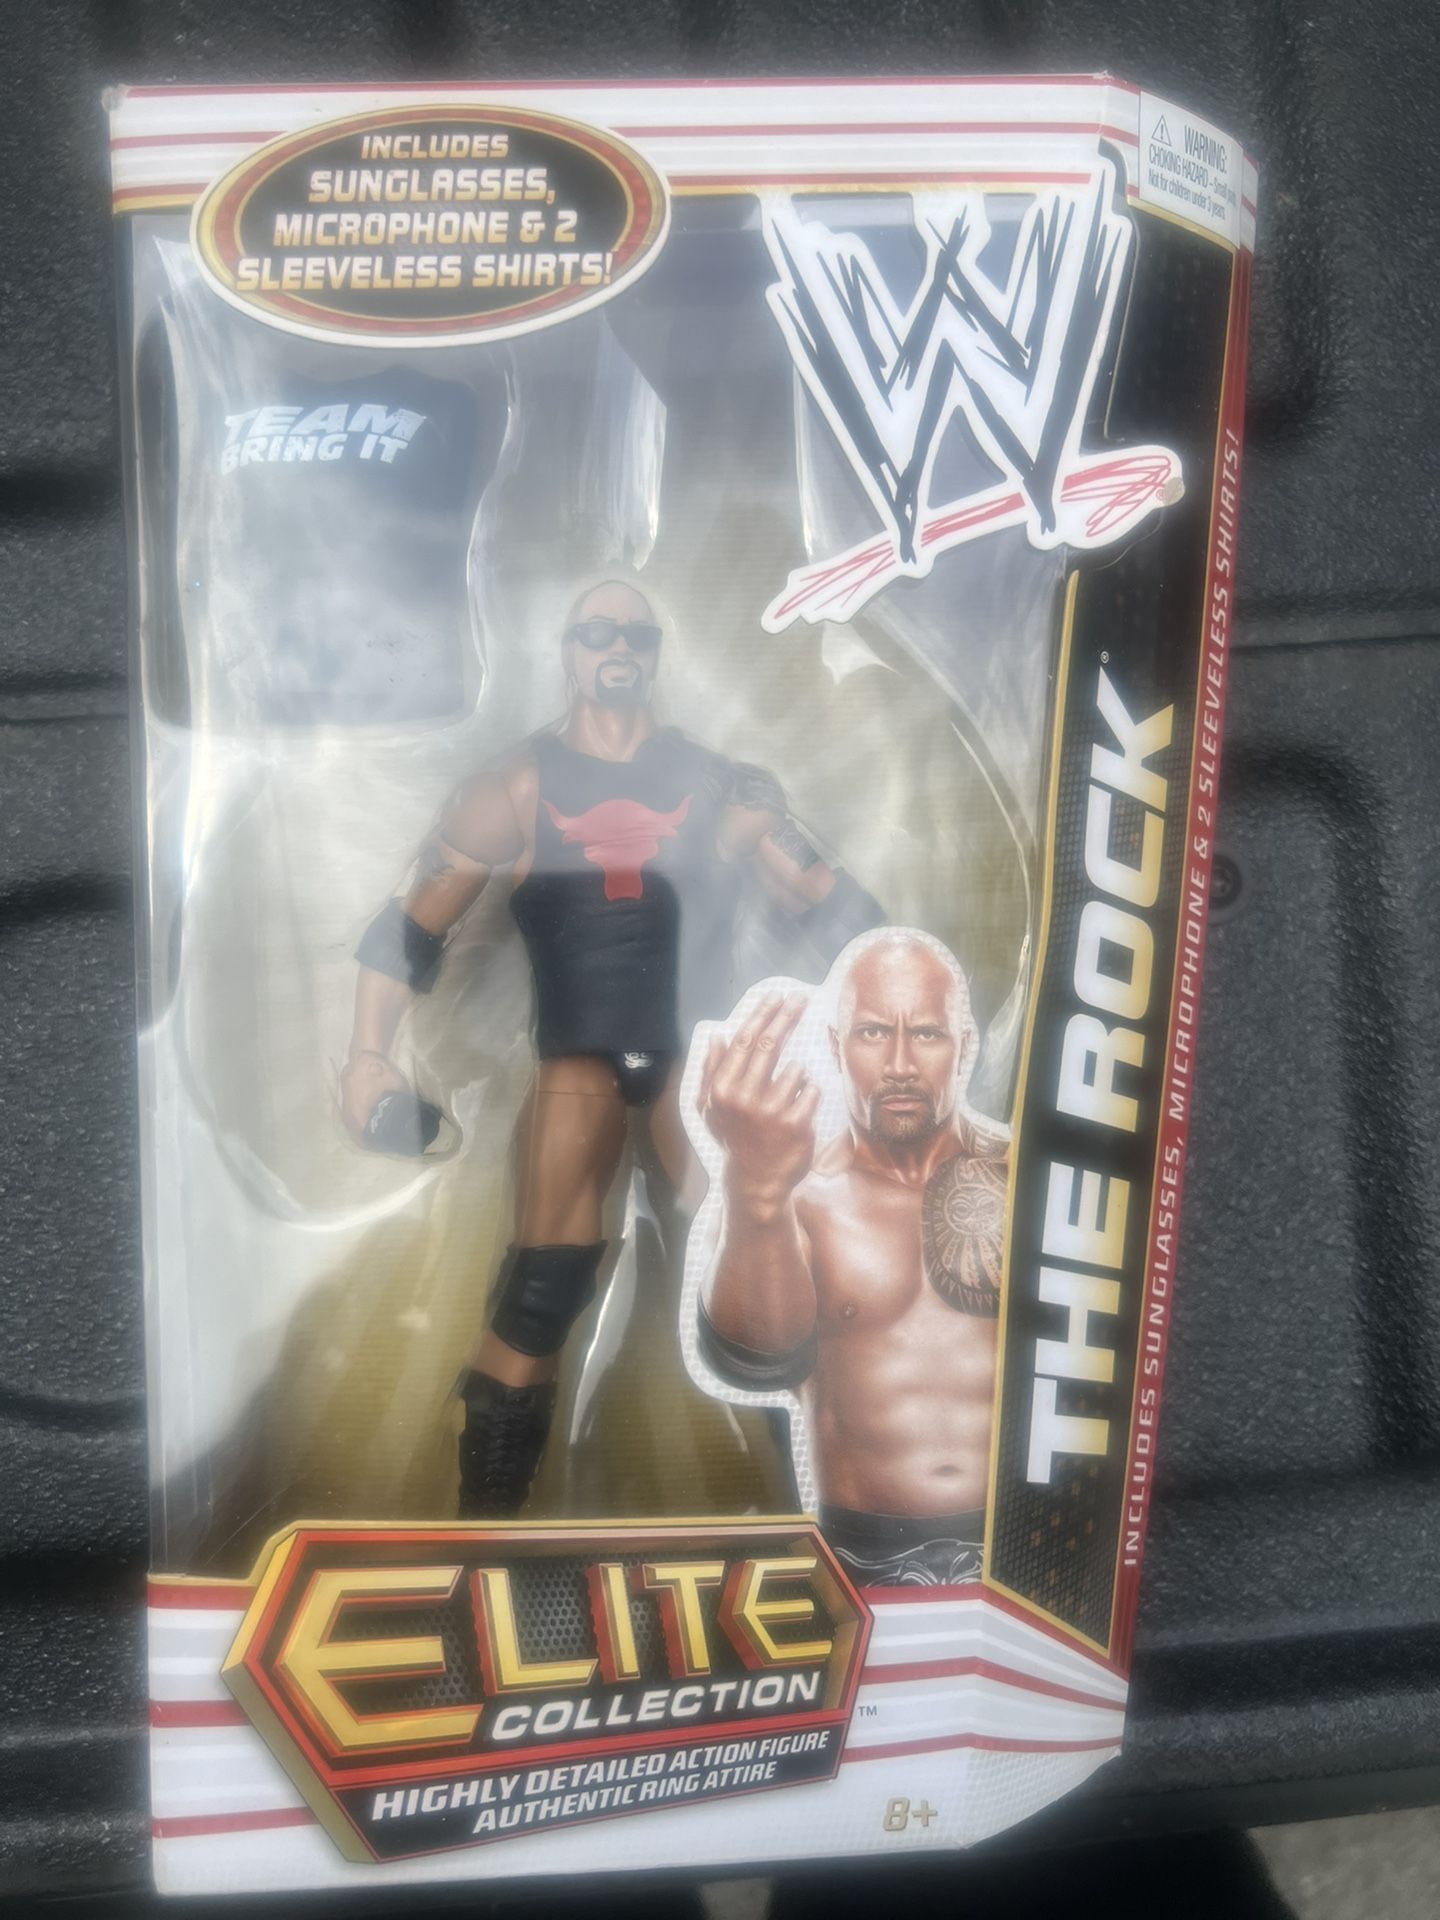 INCLUDES
SUNGLASSES,
MICROPHONE & 2
SLEEVELESS SHIRTS!
WARNING:
CHOKING HAZARD – Small parts
Not for children under 3 years.
W
TEAM
BRING IT
THE ROCK®
INCLUDES SUNGLASSES, MICROPHONE & 2 SLEEVELESS SHIRTS!
ELITE
COLLECTION
™
HIGHLY DETAILED ACTION FIGURE
AUTHENTIC RING ATTIRE
8+